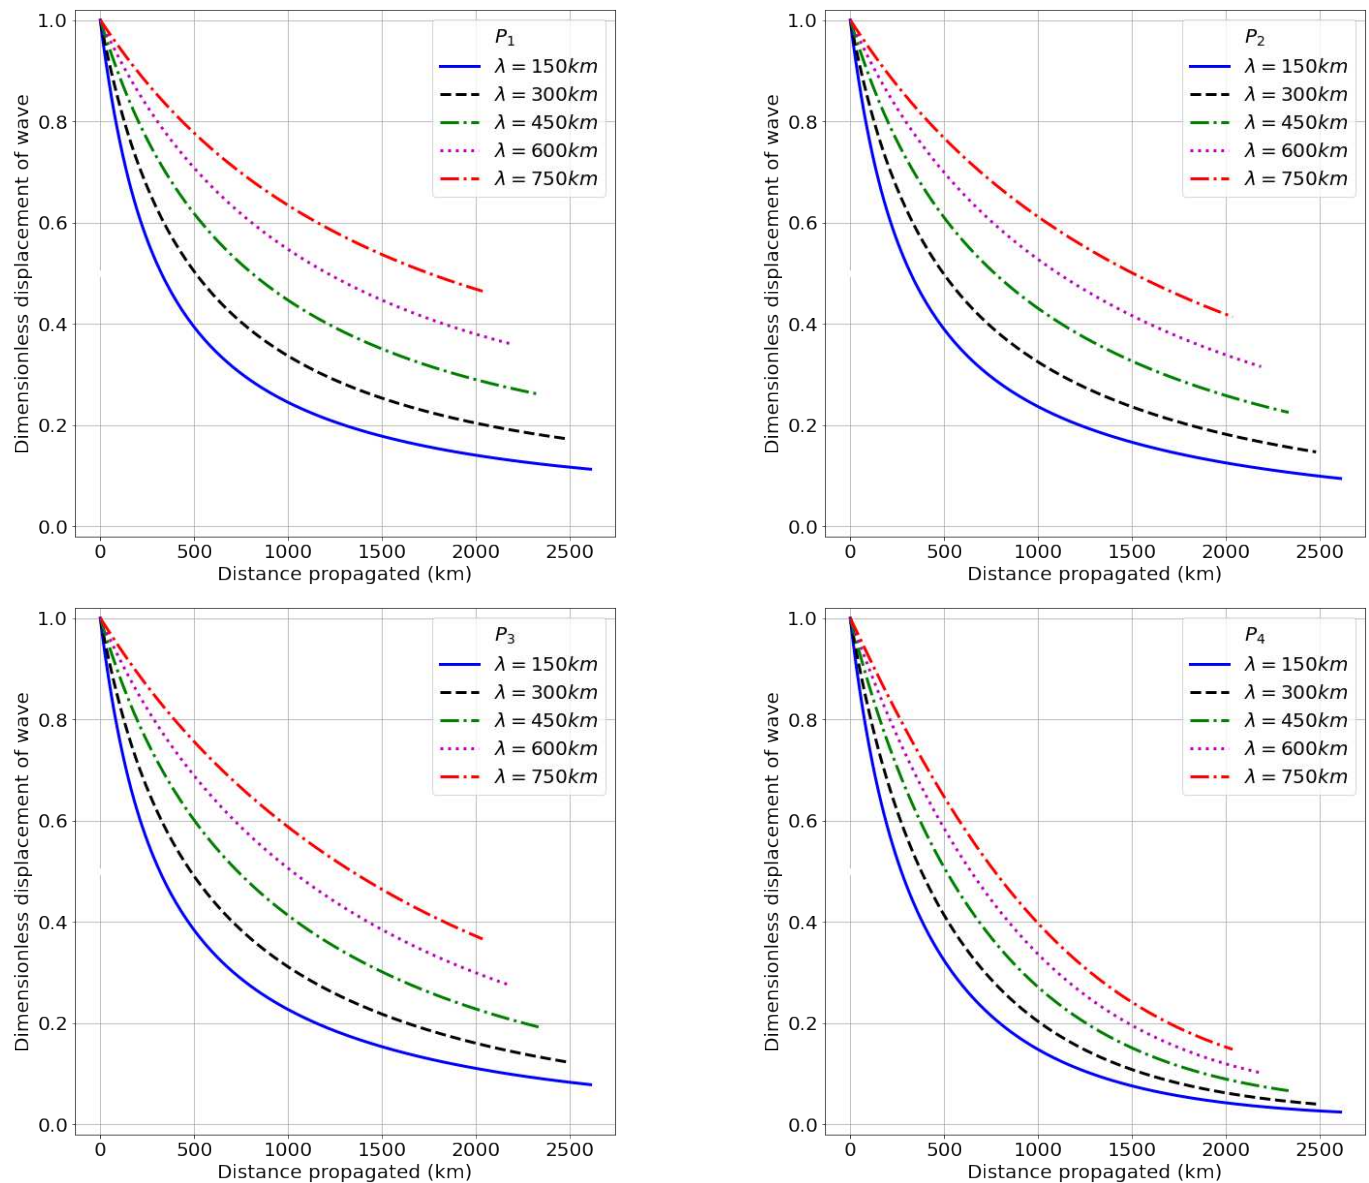 Dimensionless displacement of wave
1.0
0.8
0.6
0.4
0.2
0.0
P₁
λ = 150km
λ = 300km
λ = 450km
λ = 600km
λ = 750km
0 500 1000 1500 2000 2500
Distance propagated (km)
Dimensionless displacement of wave
1.0
0.8
0.6
0.4
0.2
0.0
P₂
λ = 150km
λ = 300km
λ = 450km
λ = 600km
λ = 750km
0 500 1000 1500 2000 2500
Distance propagated (km)
Dimensionless displacement of wave
1.0
0.8
0.6
0.4
0.2
0.0
P₃
λ = 150km
λ = 300km
λ = 450km
λ = 600km
λ = 750km
0 500 1000 1500 2000 2500
Distance propagated (km)
Dimensionless displacement of wave
1.0
0.8
0.6
0.4
0.2
0.0
P₄
λ = 150km
λ = 300km
λ = 450km
λ = 600km
λ = 750km
0 500 1000 1500 2000 2500
Distance propagated (km)